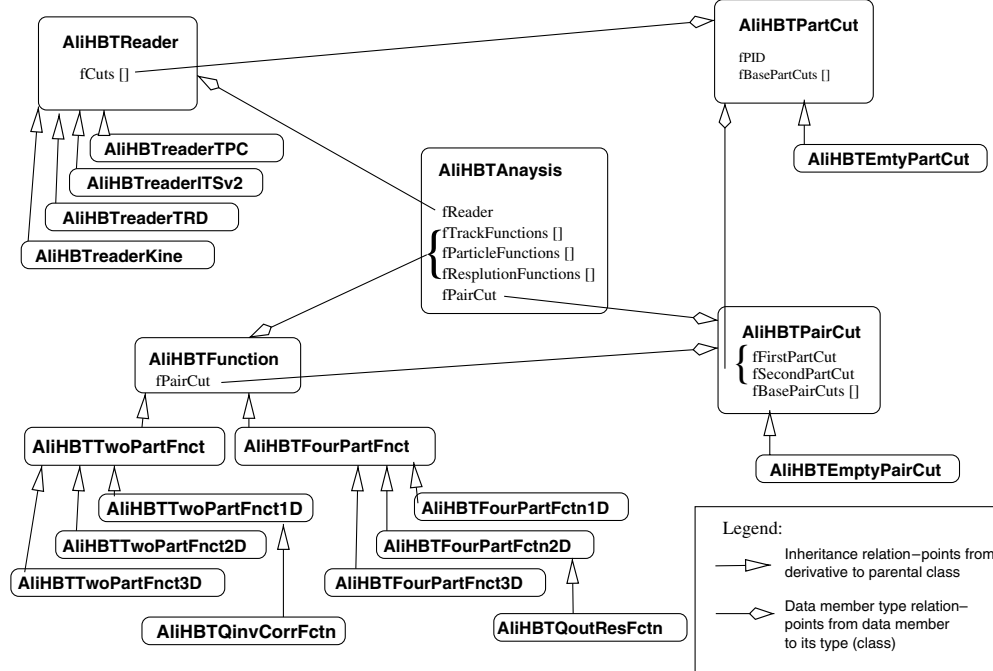 AliHBTReader
fCuts []
AliHBTreaderTPC
AliHBTreaderITSv2
AliHBTreaderTRD
AliHBTreaderKine
AliHBTPartCut
fPID
fBasePartCuts []
AliHBTEmtyPartCut
AliHBTAnaysis
fReader
fTrackFunctions []
fParticleFunctions []
fResplutionFunctions []
fPairCut
AliHBTPairCut
fFirstPartCut
fSecondPartCut
fBasePairCuts []
AliHBTEmptyPairCut
AliHBTFunction
fPairCut
AliHBTTwoPartFnct
AliHBTFourPartFnct
AliHBTTwoPartFnct1D
AliHBTTwoPartFnct2D
AliHBTTwoPartFnct3D
AliHBTQinvCorrFctn
AliHBTFourPartFctn1D
AliHBTFourPartFctn2D
AliHBTFourPartFnct3D
AliHBTQoutResFctn
Legend:
Inheritance relation−points from
derivative to parental class
Data member type relation−
points from data member
to its type (class)